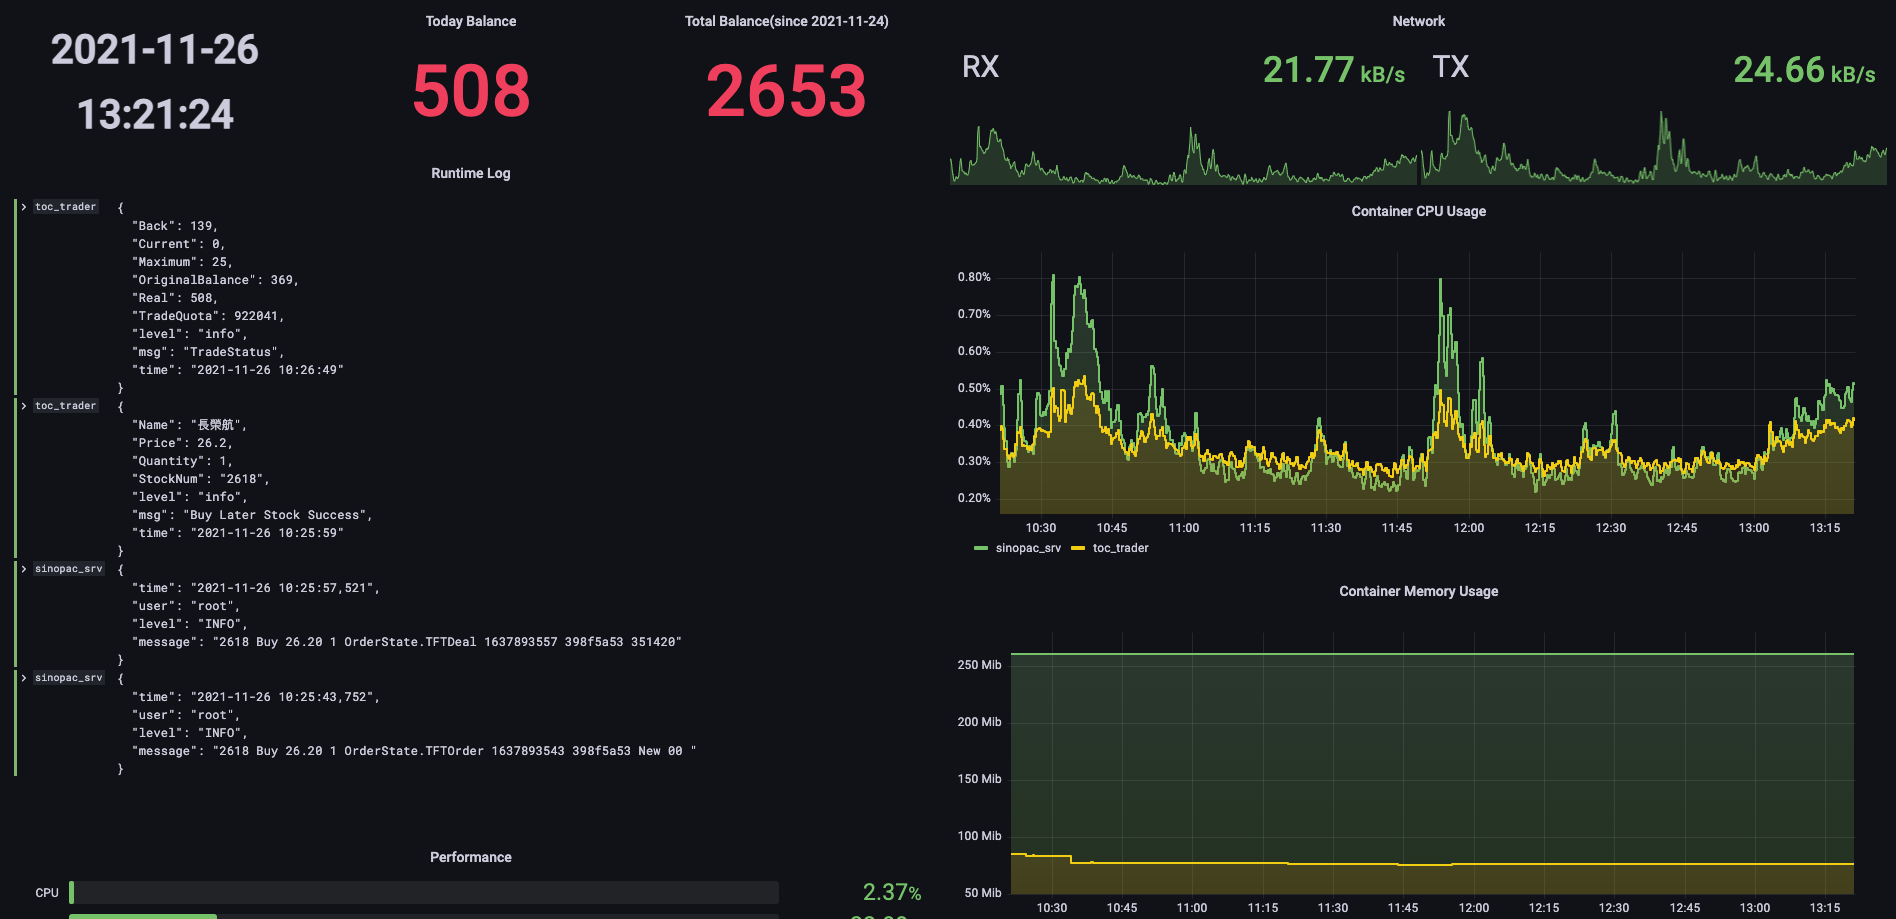 2021-11-26
13:21:24
Today Balance
508
Total Balance(since 2021-11-24)
2653
Runtime Log
toc_trader {
"Back": 139,
"Current": 0,
"Maximum": 25,
"OriginalBalance": 369,
"Real": 508,
"TradeQuota": 922041,
"level": "info",
"msg": "TradeStatus",
"time": "2021-11-26 10:26:49"
}
toc_trader {
"Name": "長榮航",
"Price": 26.2,
"Quantity": 1,
"StockNum": "2618",
"level": "info",
"msg": "Buy Later Stock Success",
"time": "2021-11-26 10:25:59"
}
sinopac_srv {
"time": "2021-11-26 10:25:57,521",
"user": "root",
"level": "INFO",
"message": "2618 Buy 26.20 1 OrderState.TFTDeal 1637893557 398f5a53 351420"
}
sinopac_srv {
"time": "2021-11-26 10:25:43,752",
"user": "root",
"level": "INFO",
"message": "2618 Buy 26.20 1 OrderState.TFTOrder 1637893543 398f5a53 New 00 "
}
Performance
CPU 2.37%
Network
RX 21.77 kB/s
TX 24.66 kB/s
Container CPU Usage
0.80%
0.70%
0.60%
0.50%
0.40%
0.30%
0.20%
10:30 10:45 11:00 11:15 11:30 11:45 12:00 12:15 12:30 12:45 13:00 13:15
sinopac_srv toc_trader
Container Memory Usage
250 Mib
200 Mib
150 Mib
100 Mib
50 Mib
10:30 10:45 11:00 11:15 11:30 11:45 12:00 12:15 12:30 12:45 13:00 13:15